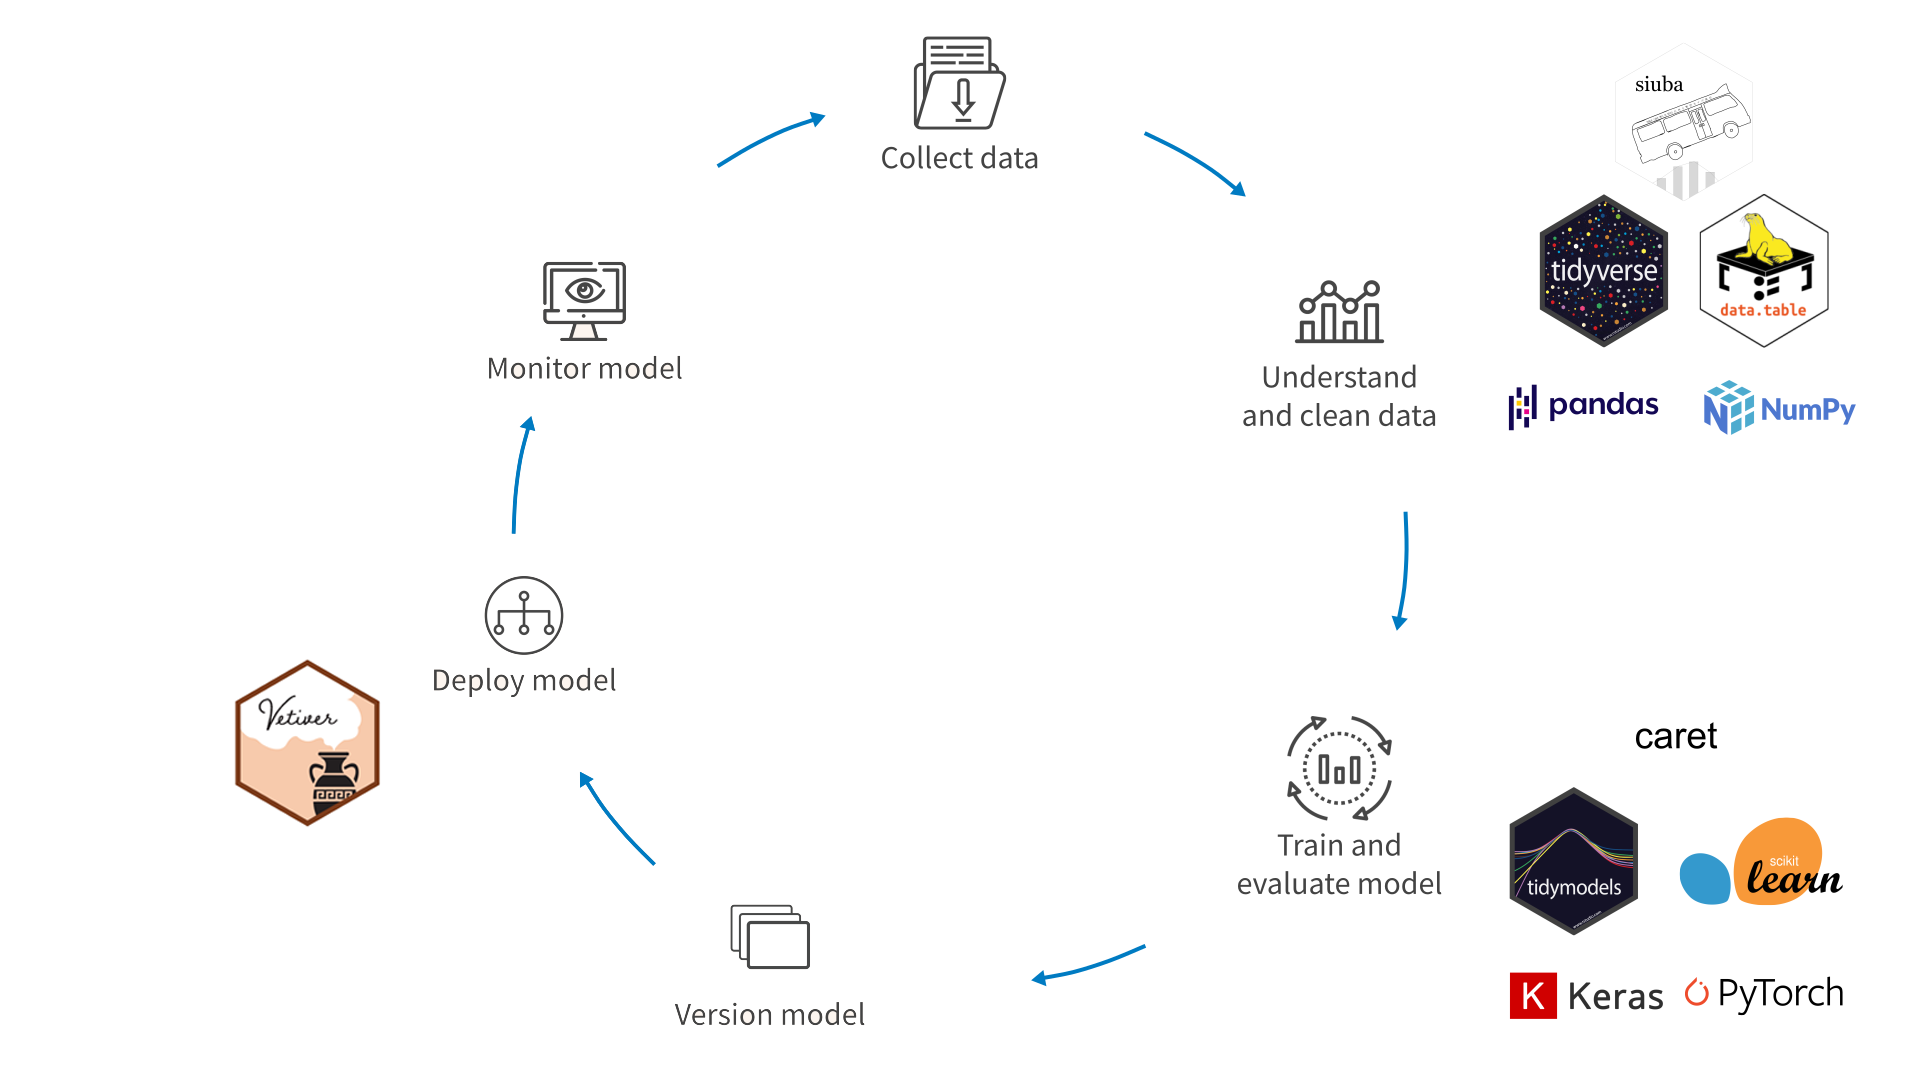 Collect data
siuba
tidyverse
data.table
Understand
and clean data
pandas
NumPy
Train and
evaluate model
caret
tidymodels
scikit
learn
K Keras
PyTorch
Version model
Deploy model
Vetiver
Monitor model